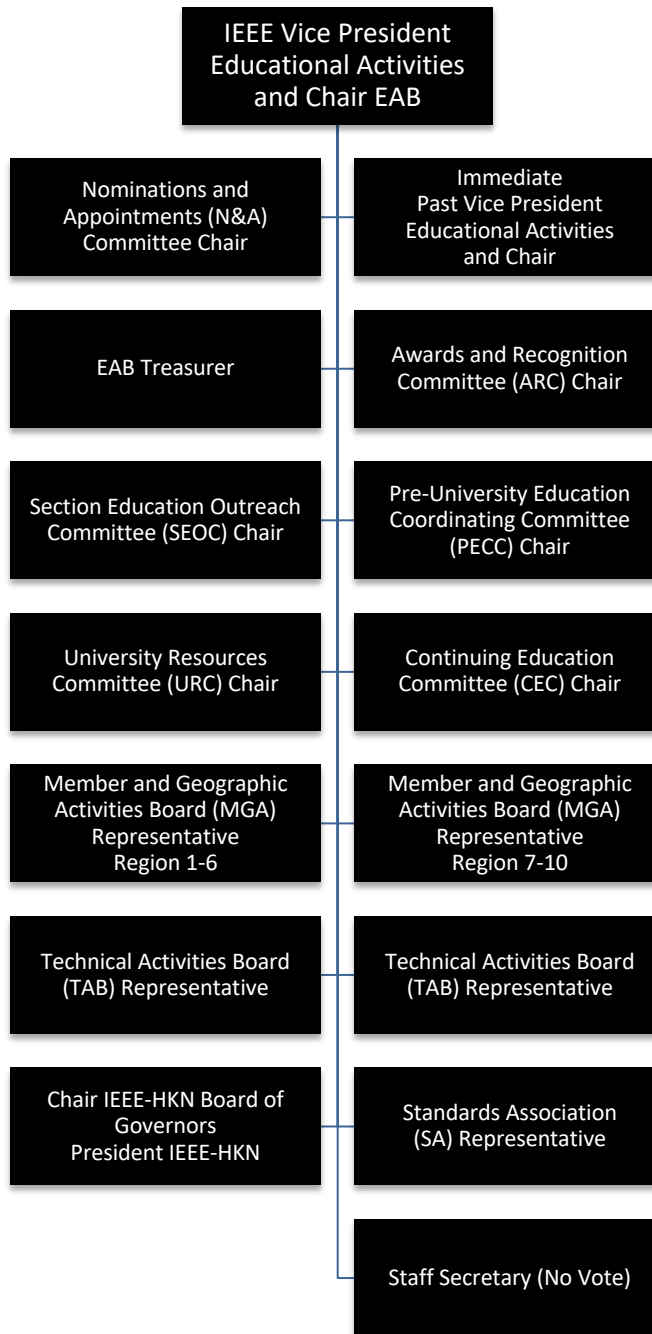 IEEE Vice President
Educational Activities
and Chair EAB
Nominations and
Appointments (N&A)
Committee Chair
Immediate
Past Vice President
Educational Activities
and Chair
EAB Treasurer
Awards and Recognition
Committee (ARC) Chair
Section Education Outreach
Committee (SEOC) Chair
Pre-University Education
Coordinating Committee
(PECC) Chair
University Resources
Committee (URC) Chair
Continuing Education
Committee (CEC) Chair
Member and Geographic
Activities Board (MGA)
Representative
Region 1-6
Member and Geographic
Activities Board (MGA)
Representative
Region 7-10
Technical Activities Board
(TAB) Representative
Technical Activities Board
(TAB) Representative
Chair IEEE-HKN Board of
Governors
President IEEE-HKN
Standards Association
(SA) Representative
Staff Secretary (No Vote)